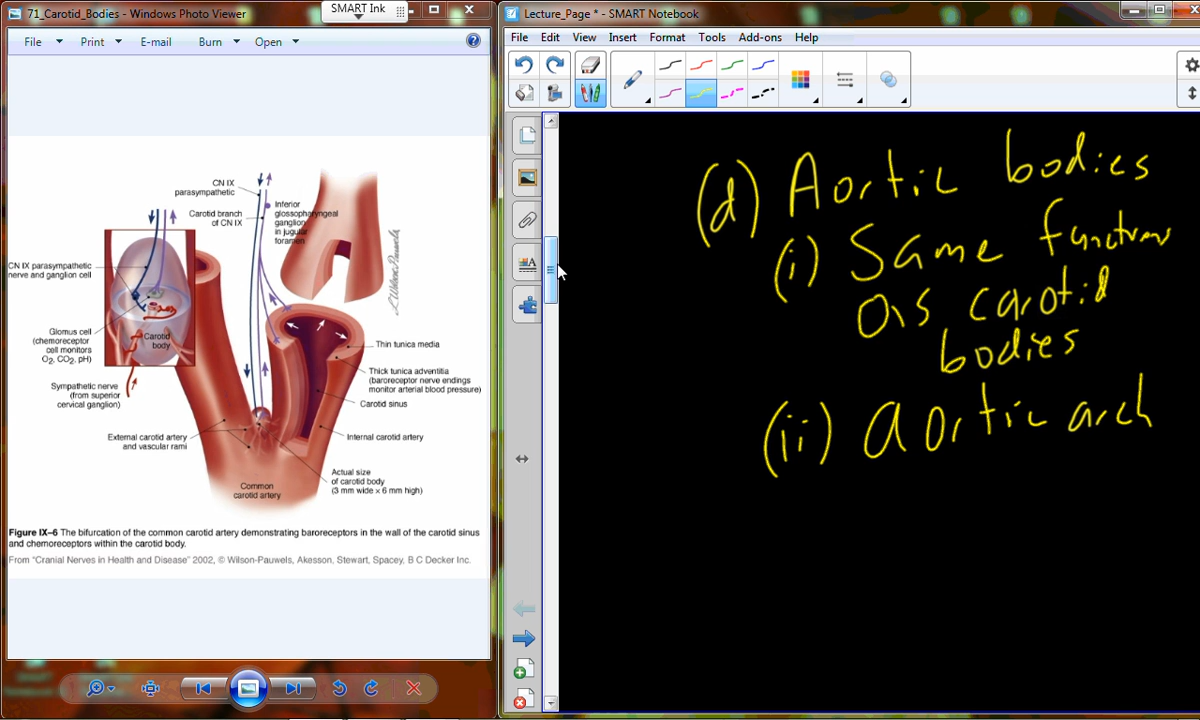 71_Carotid_Bodies - Windows Photo Viewer
SMART Ink
File Print E-mail Burn Open
CN IX
parasympathetic
Carotid branch
of CN IX
Inferior
glossopharyngeal
ganglion
in jugular
foramen
L. Wilson-Pauwels
CN IX parasympathetic
nerve and ganglion cell
Glomus cell
(chemoreceptor
cell monitors
O2, CO2, pH)
Carotid
body
Sympathetic nerve
(from superior
cervical ganglion)
External carotid artery
and vascular rami
Common
carotid artery
Thin tunica media
Thick tunica adventitia
(baroreceptor nerve endings
monitor arterial blood pressure)
Carotid sinus
Internal carotid artery
Actual size
of carotid body
(3 mm wide × 6 mm high)
Figure IX–6 The bifurcation of the common carotid artery demonstrating baroreceptors in the wall of the carotid sinus
and chemoreceptors within the carotid body.
From "Cranial Nerves in Health and Disease" 2002, © Wilson-Pauwels, Akesson, Stewart, Spacey, B C Decker Inc.
Lecture_Page * - SMART Notebook
File Edit View Insert Format Tools Add-ons Help
(d) Aortic bodies
(i) Same functions
as carotid
bodies
(ii) Aortic arch